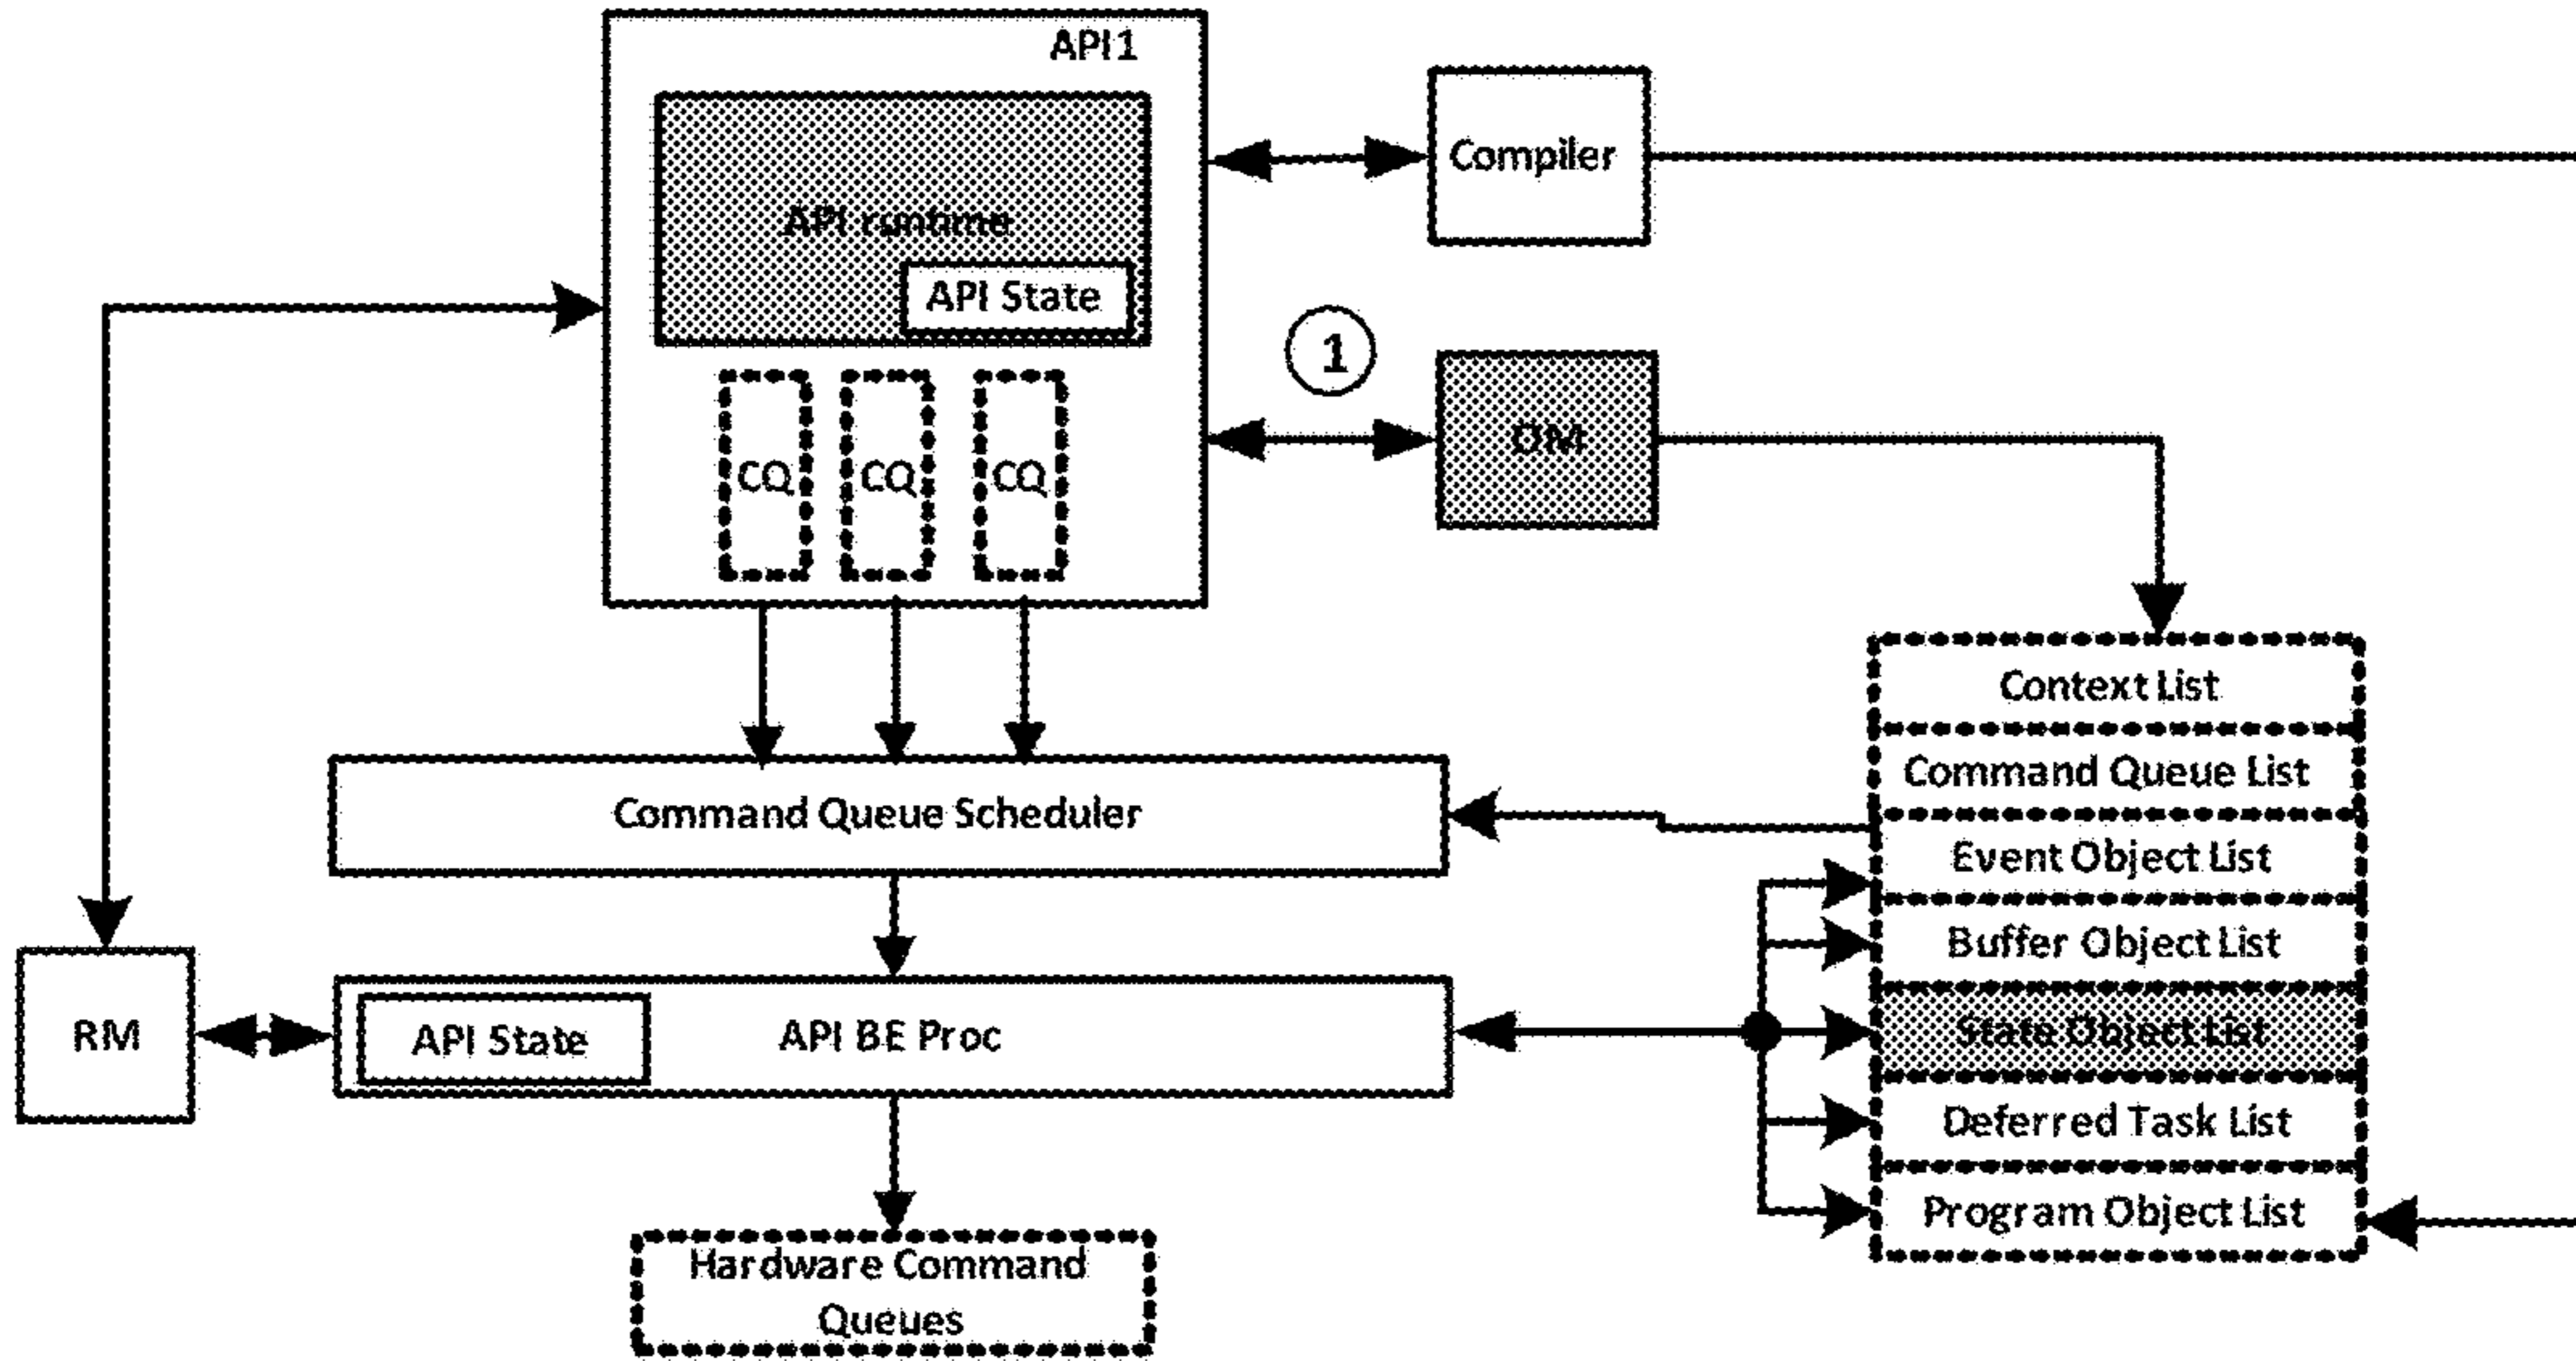 API1
Compiler
API runtime
API State
1
OM
CQ CQ CQ
Context List
Command Queue List
Command Queue Scheduler
Event Object List
Buffer Object List
RM
API State
API BE Proc
State Object List
Deferred Task List
Program Object List
Hardware Command
Queues